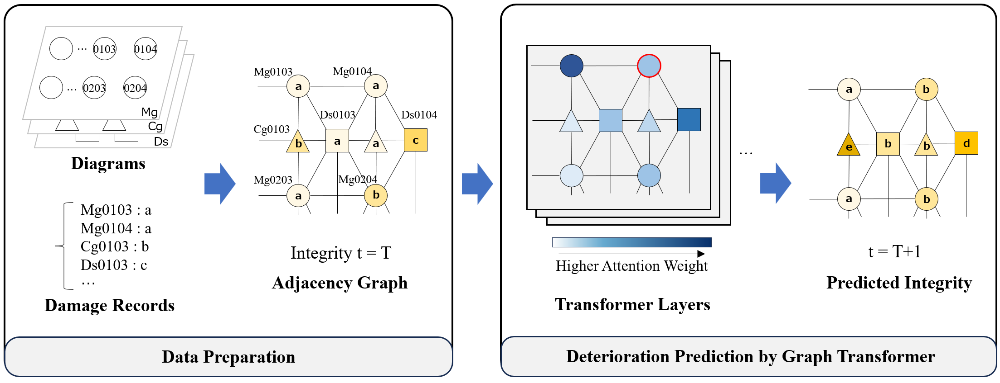 … 0103 0104
… 0203 0204
Mg
Cg
Ds
Diagrams
Mg0103 : a
Mg0104 : a
Cg0103 : b
Ds0103 : c
…
Damage Records
Mg0103 Mg0104
a a
Ds0103 Ds0104
Cg0103
b a a c
Mg0203 Mg0204
a b
Integrity t = T
Adjacency Graph
Data Preparation
…
Higher Attention Weight
Transformer Layers
a b
e b b d
a b
t = T+1
Predicted Integrity
Deterioration Prediction by Graph Transformer